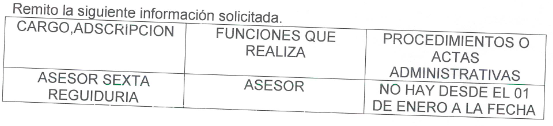 Remito la siguiente información solicitada.
CARGO,ADSCRIPCION
FUNCIONES QUE
REALIZA
PROCEDIMIENTOS O
ACTAS
ADMINISTRATIVAS
ASESOR SEXTA
REGUIDURIA
ASESOR
NO HAY DESDE EL 01
DE ENERO A LA FECHA